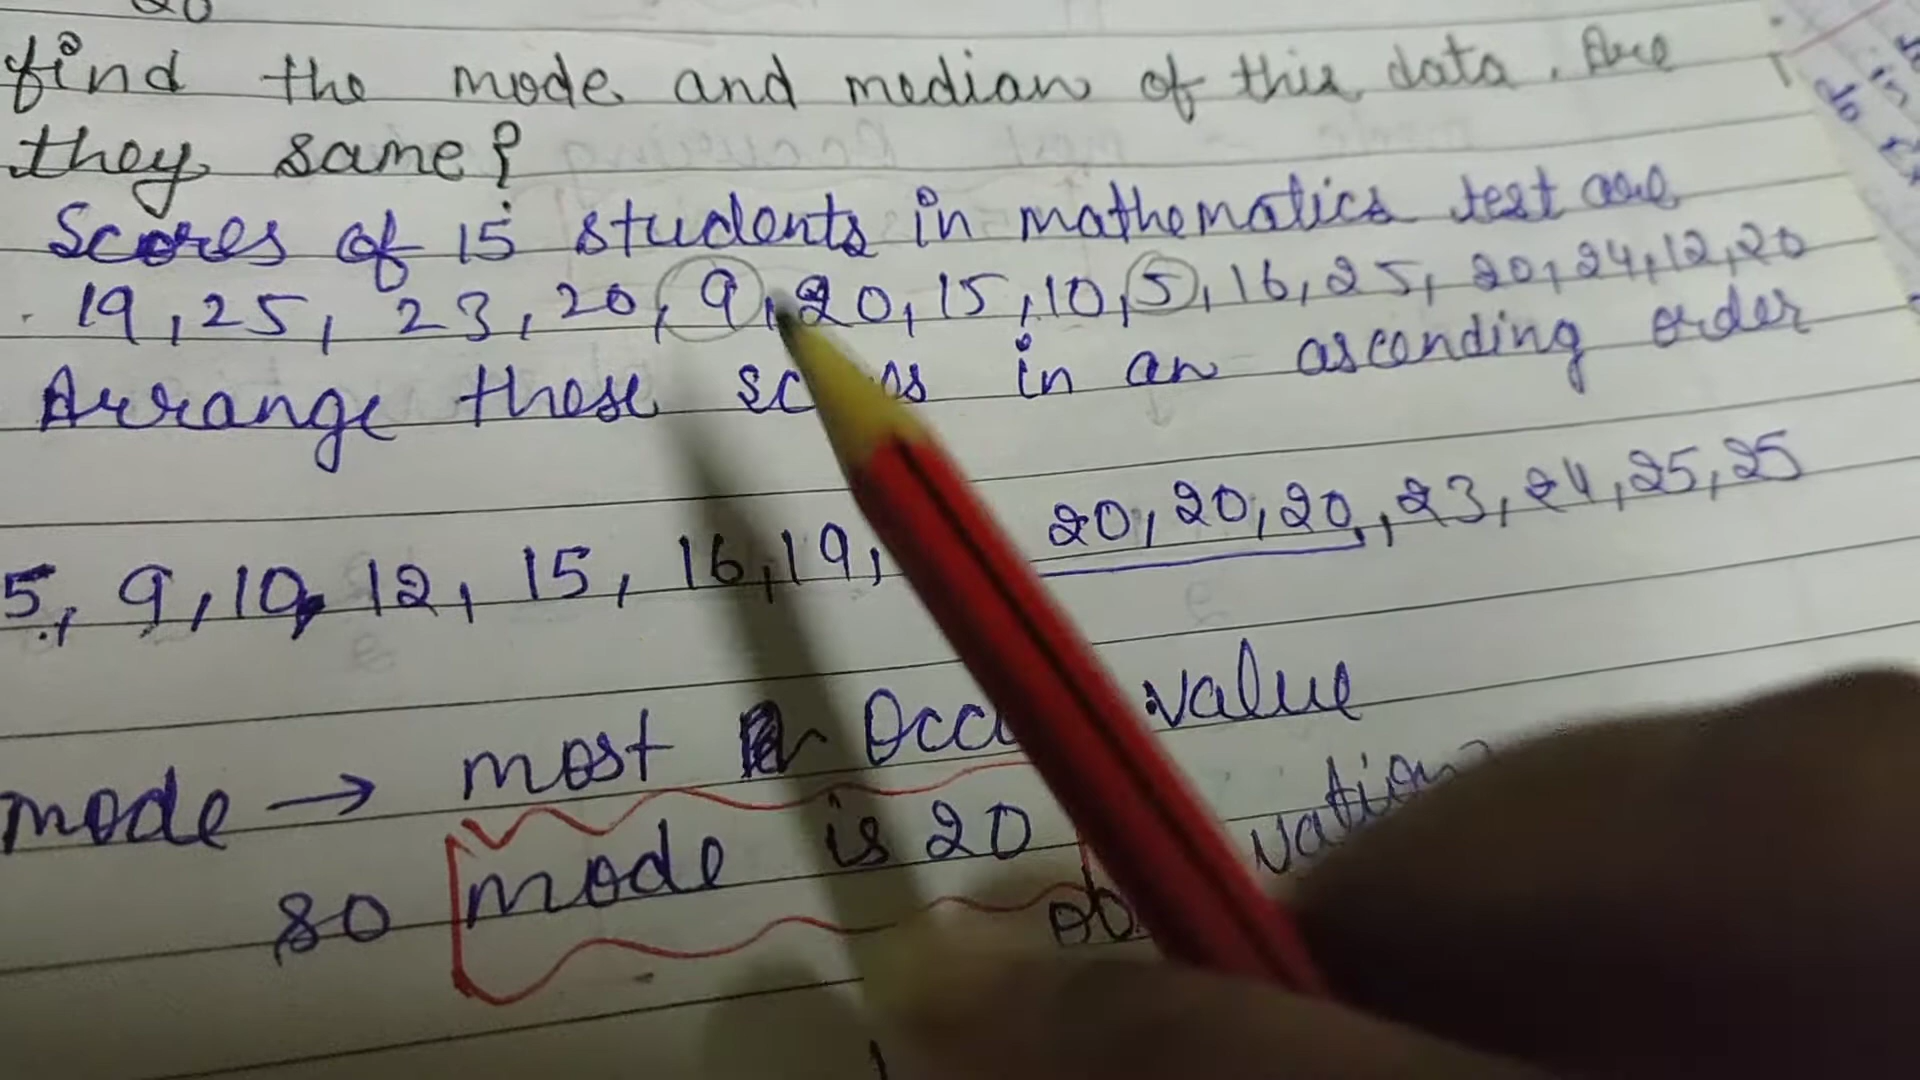 20
find the mode and median of this data. Are
they same?
Scores of 15 students in mathematics test are
19, 25, 23, 20, 9, 20, 15, 10, 5, 16, 25, 20, 24, 12, 20
Arrange these in an ascending order
5, 9, 10, 12, 15, 16, 19, 20, 20, 20, 23, 24, 25, 25
mode → most value
so mode is 20